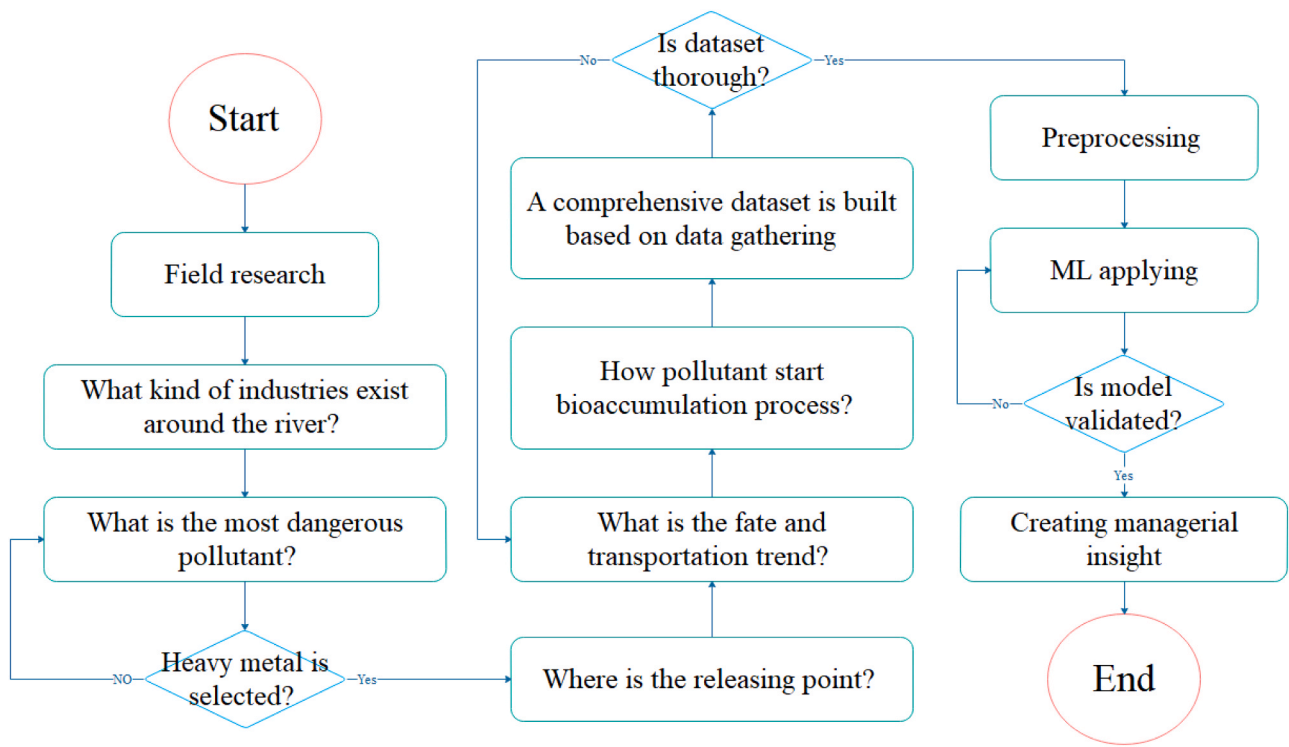 Start
Field research
What kind of industries exist
around the river?
What is the most dangerous
pollutant?
Heavy metal is
selected?
NO
Yes
Where is the releasing point?
What is the fate and
transportation trend?
How pollutant start
bioaccumulation process?
A comprehensive dataset is built
based on data gathering
Is dataset
thorough?
No
Yes
Preprocessing
ML applying
Is model
validated?
No
Yes
Creating managerial
insight
End